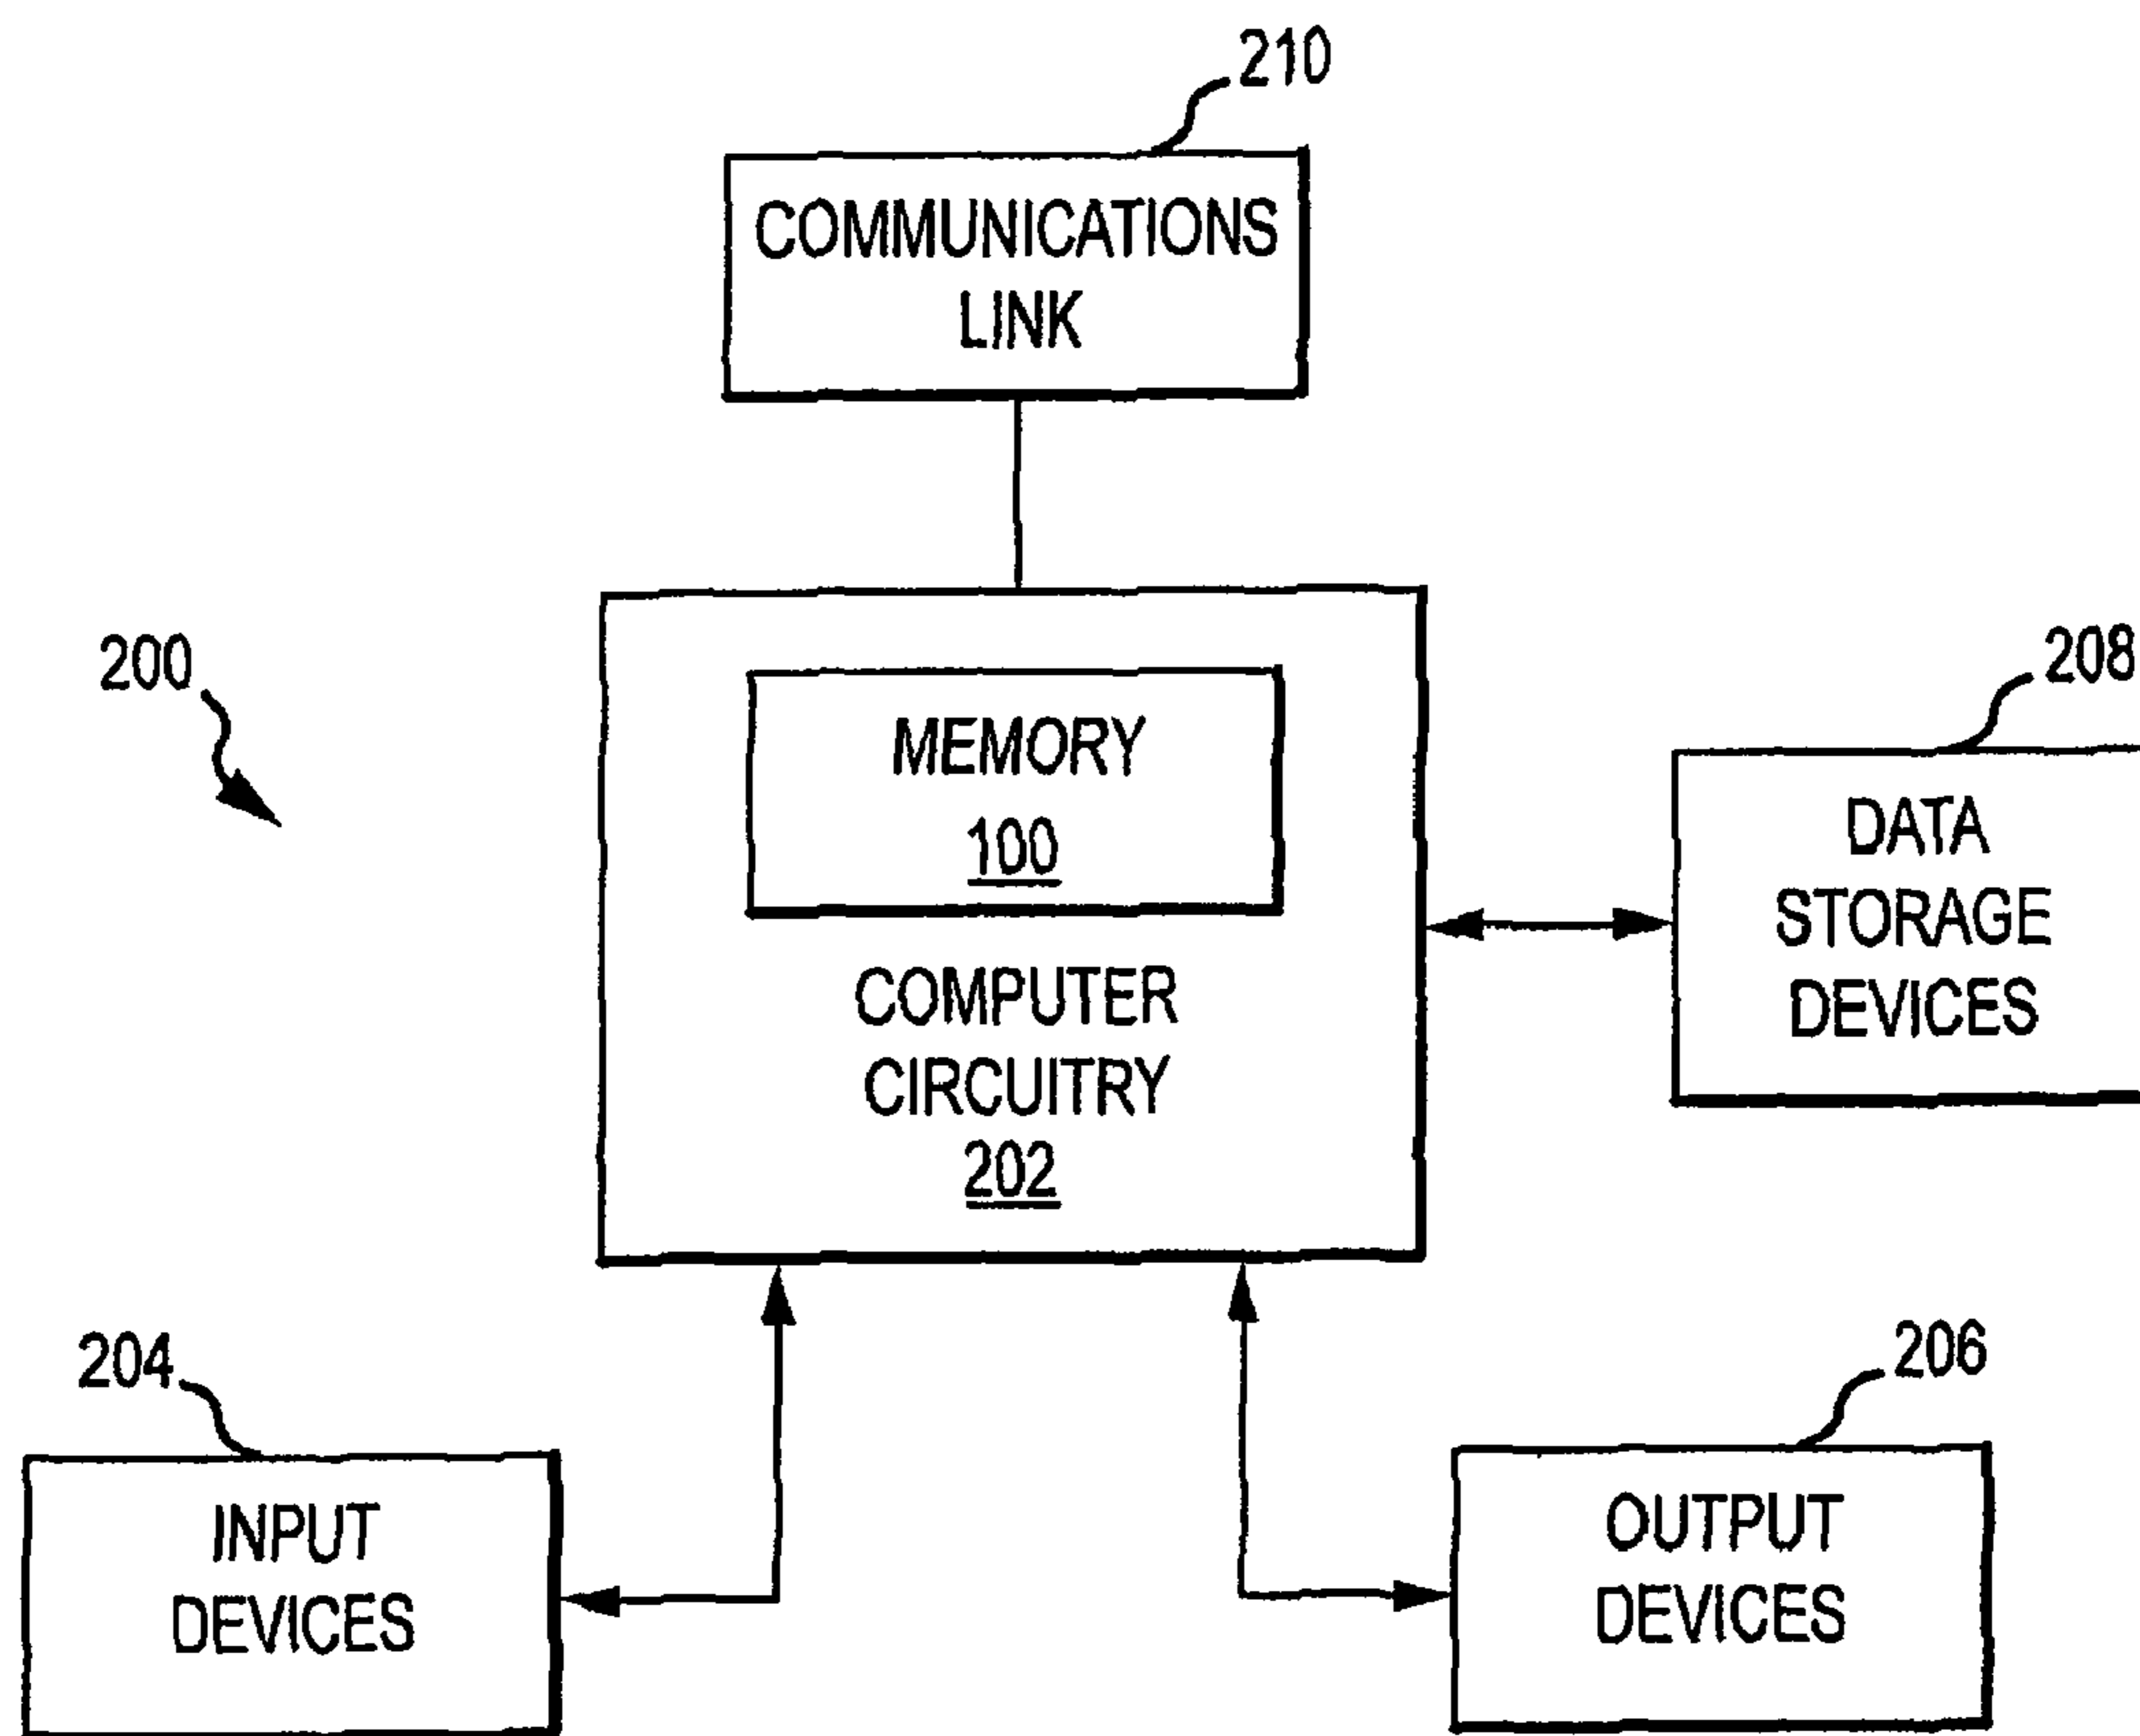 210
COMMUNICATIONS
LINK
200
208
MEMORY
100
DATA
STORAGE
DEVICES
COMPUTER
CIRCUITRY
202
204
206
INPUT
DEVICES
OUTPUT
DEVICES